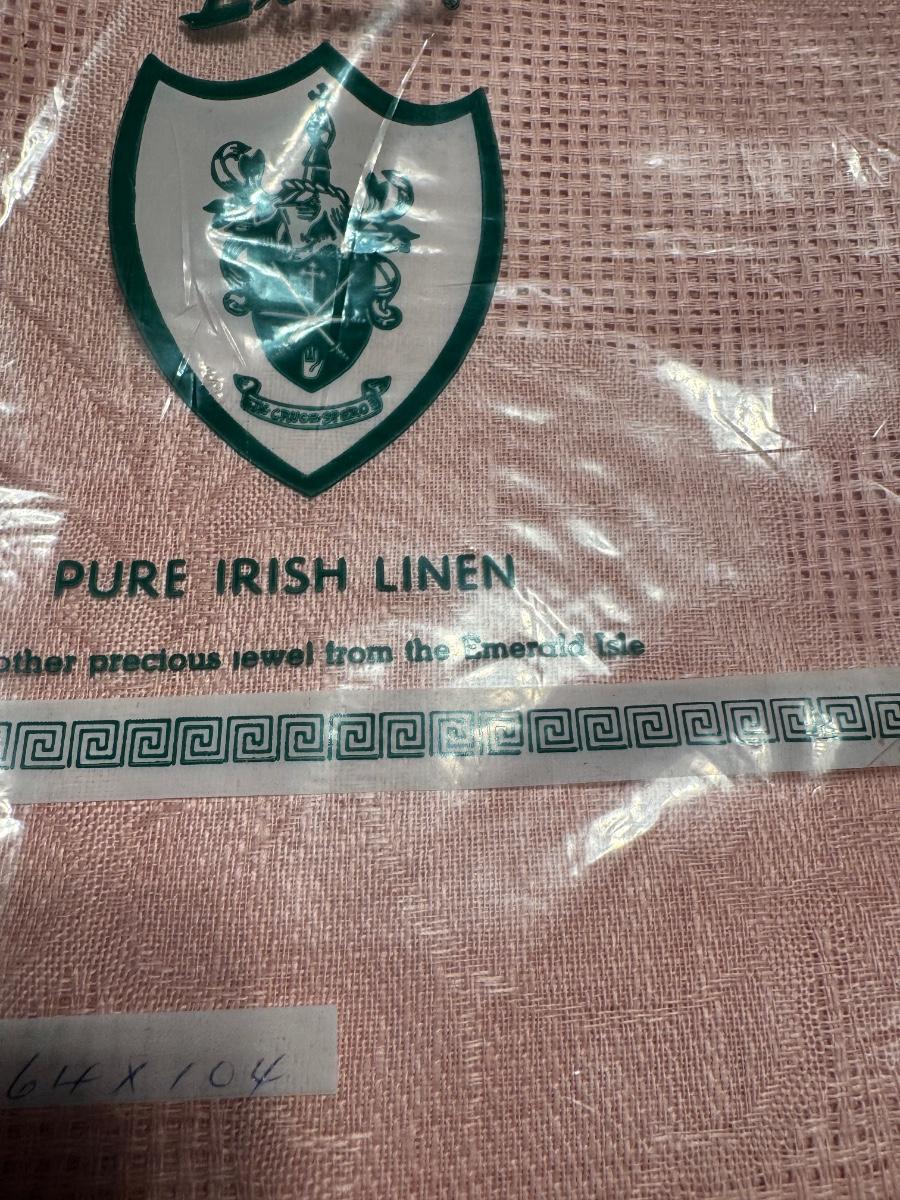 PURE IRISH LINEN
other precious jewel from the Emerald Isle
64 X 104